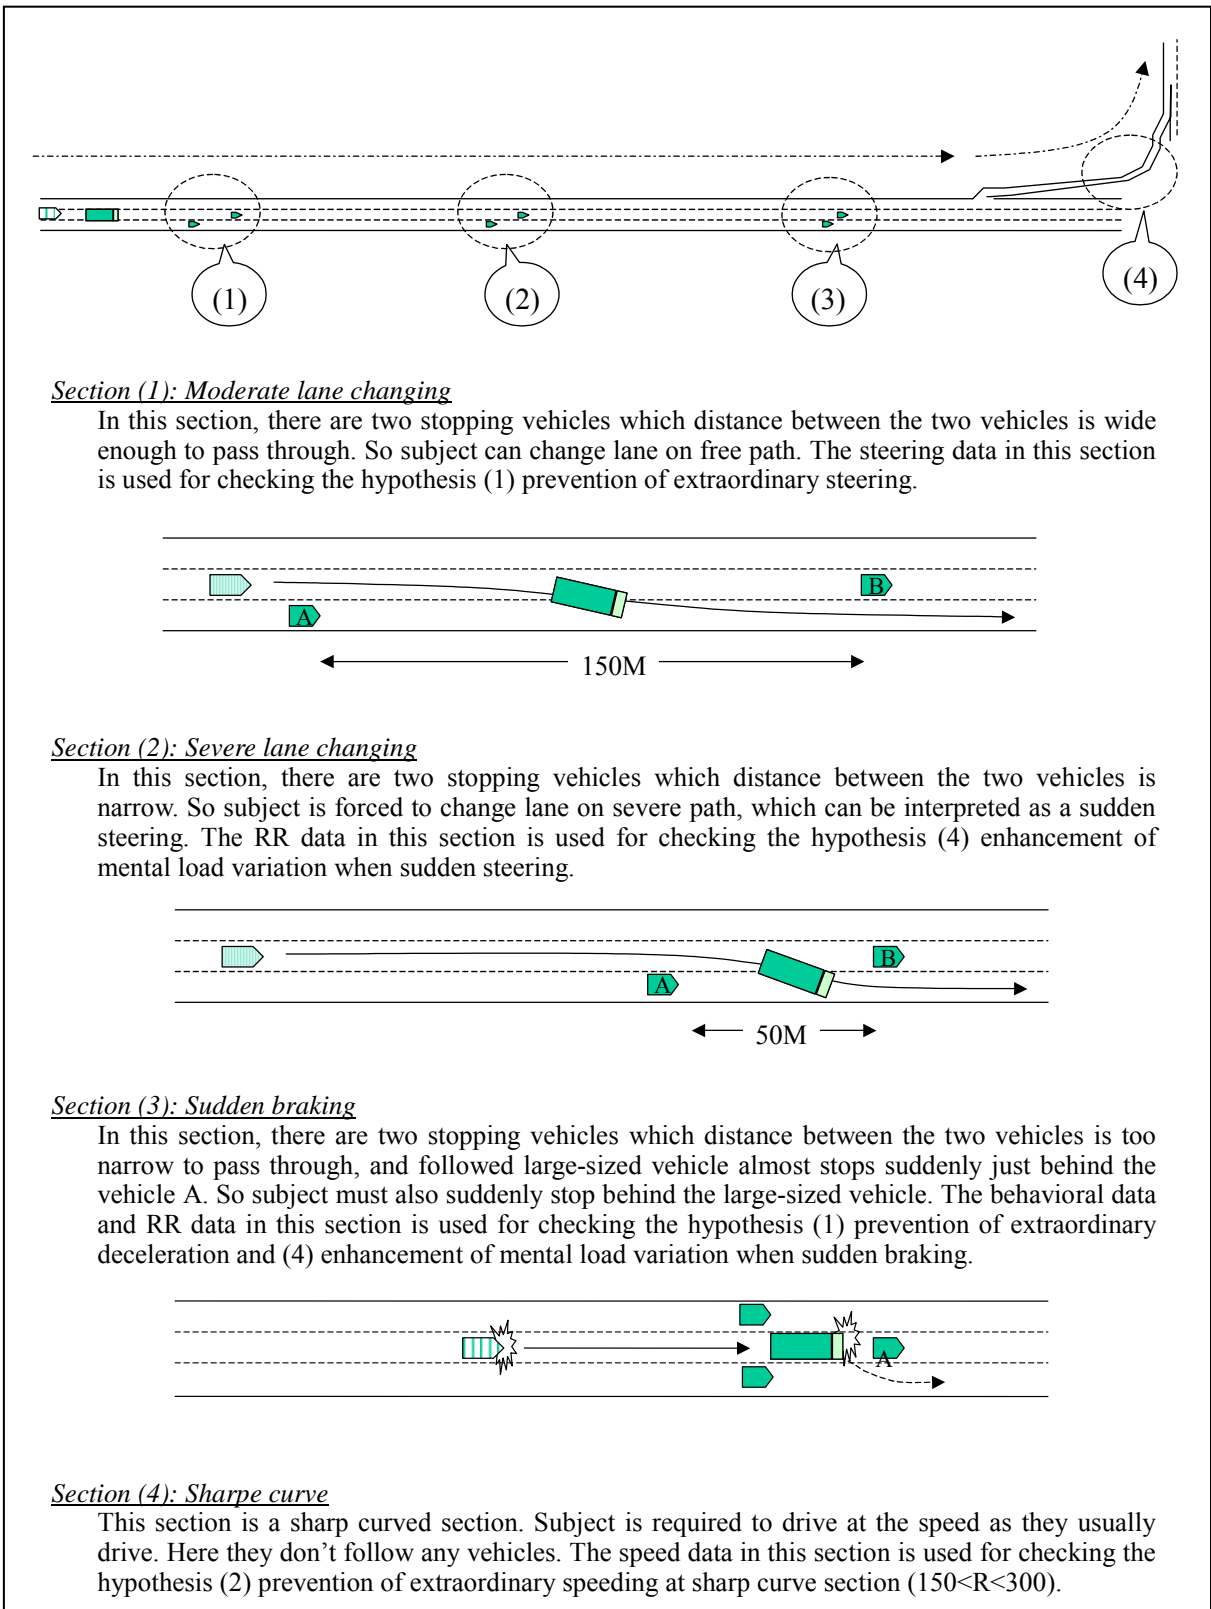 (1)
(2)
(3)
(4)
Section (1): Moderate lane changing
In this section, there are two stopping vehicles which distance between the two vehicles is wide
enough to pass through. So subject can change lane on free path. The steering data in this section
is used for checking the hypothesis (1) prevention of extraordinary steering.
A
B
150M
Section (2): Severe lane changing
In this section, there are two stopping vehicles which distance between the two vehicles is
narrow. So subject is forced to change lane on severe path, which can be interpreted as a sudden
steering. The RR data in this section is used for checking the hypothesis (4) enhancement of
mental load variation when sudden steering.
A
B
50M
Section (3): Sudden braking
In this section, there are two stopping vehicles which distance between the two vehicles is too
narrow to pass through, and followed large-sized vehicle almost stops suddenly just behind the
vehicle A. So subject must also suddenly stop behind the large-sized vehicle. The behavioral data
and RR data in this section is used for checking the hypothesis (1) prevention of extraordinary
deceleration and (4) enhancement of mental load variation when sudden braking.
A
Section (4): Sharpe curve
This section is a sharp curved section. Subject is required to drive at the speed as they usually
drive. Here they don’t follow any vehicles. The speed data in this section is used for checking the
hypothesis (2) prevention of extraordinary speeding at sharp curve section (150<R<300).